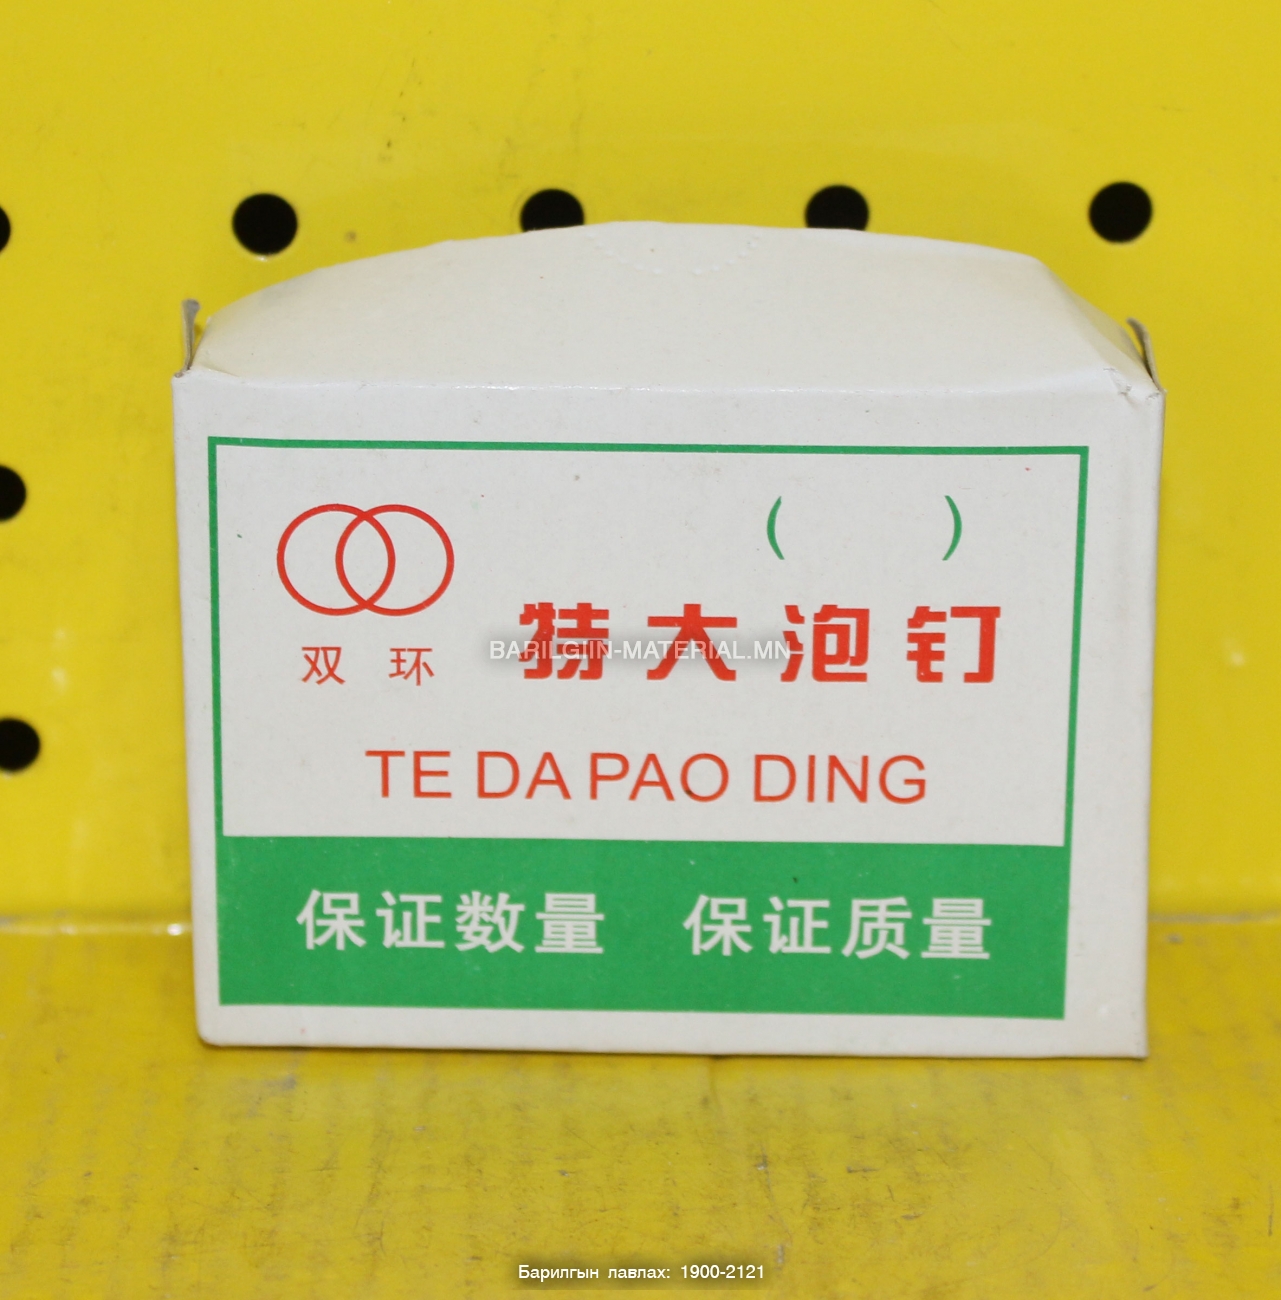 ( )
双 环
特大泡钉
BARILGIIN-MATERIAL.MN
TE DA PAO DING
保证数量 保证质量
Барилгын лавлах: 1900-2121